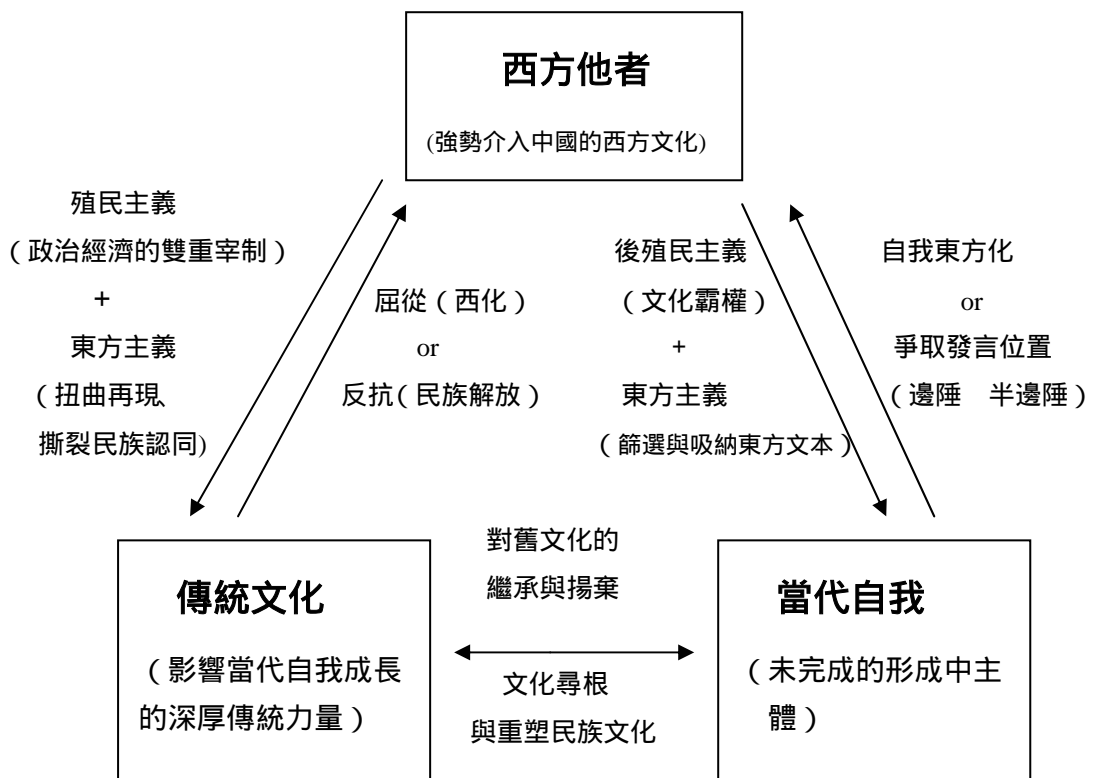 西方他者
(強勢介入中國的西方文化)
殖民主義
（政治經濟的雙重宰制）
+
東方主義
（扭曲再現、
撕裂民族認同)
屈從（西化）
or
反抗（民族解放）
後殖民主義
（文化霸權）
+
東方主義
（篩選與吸納東方文本）
自我東方化
or
爭取發言位置
（邊陲　半邊陲）
傳統文化
（影響當代自我成長
的深厚傳統力量）
對舊文化的
繼承與揚棄
文化尋根
與重塑民族文化
當代自我
（未完成的形成中主
體）